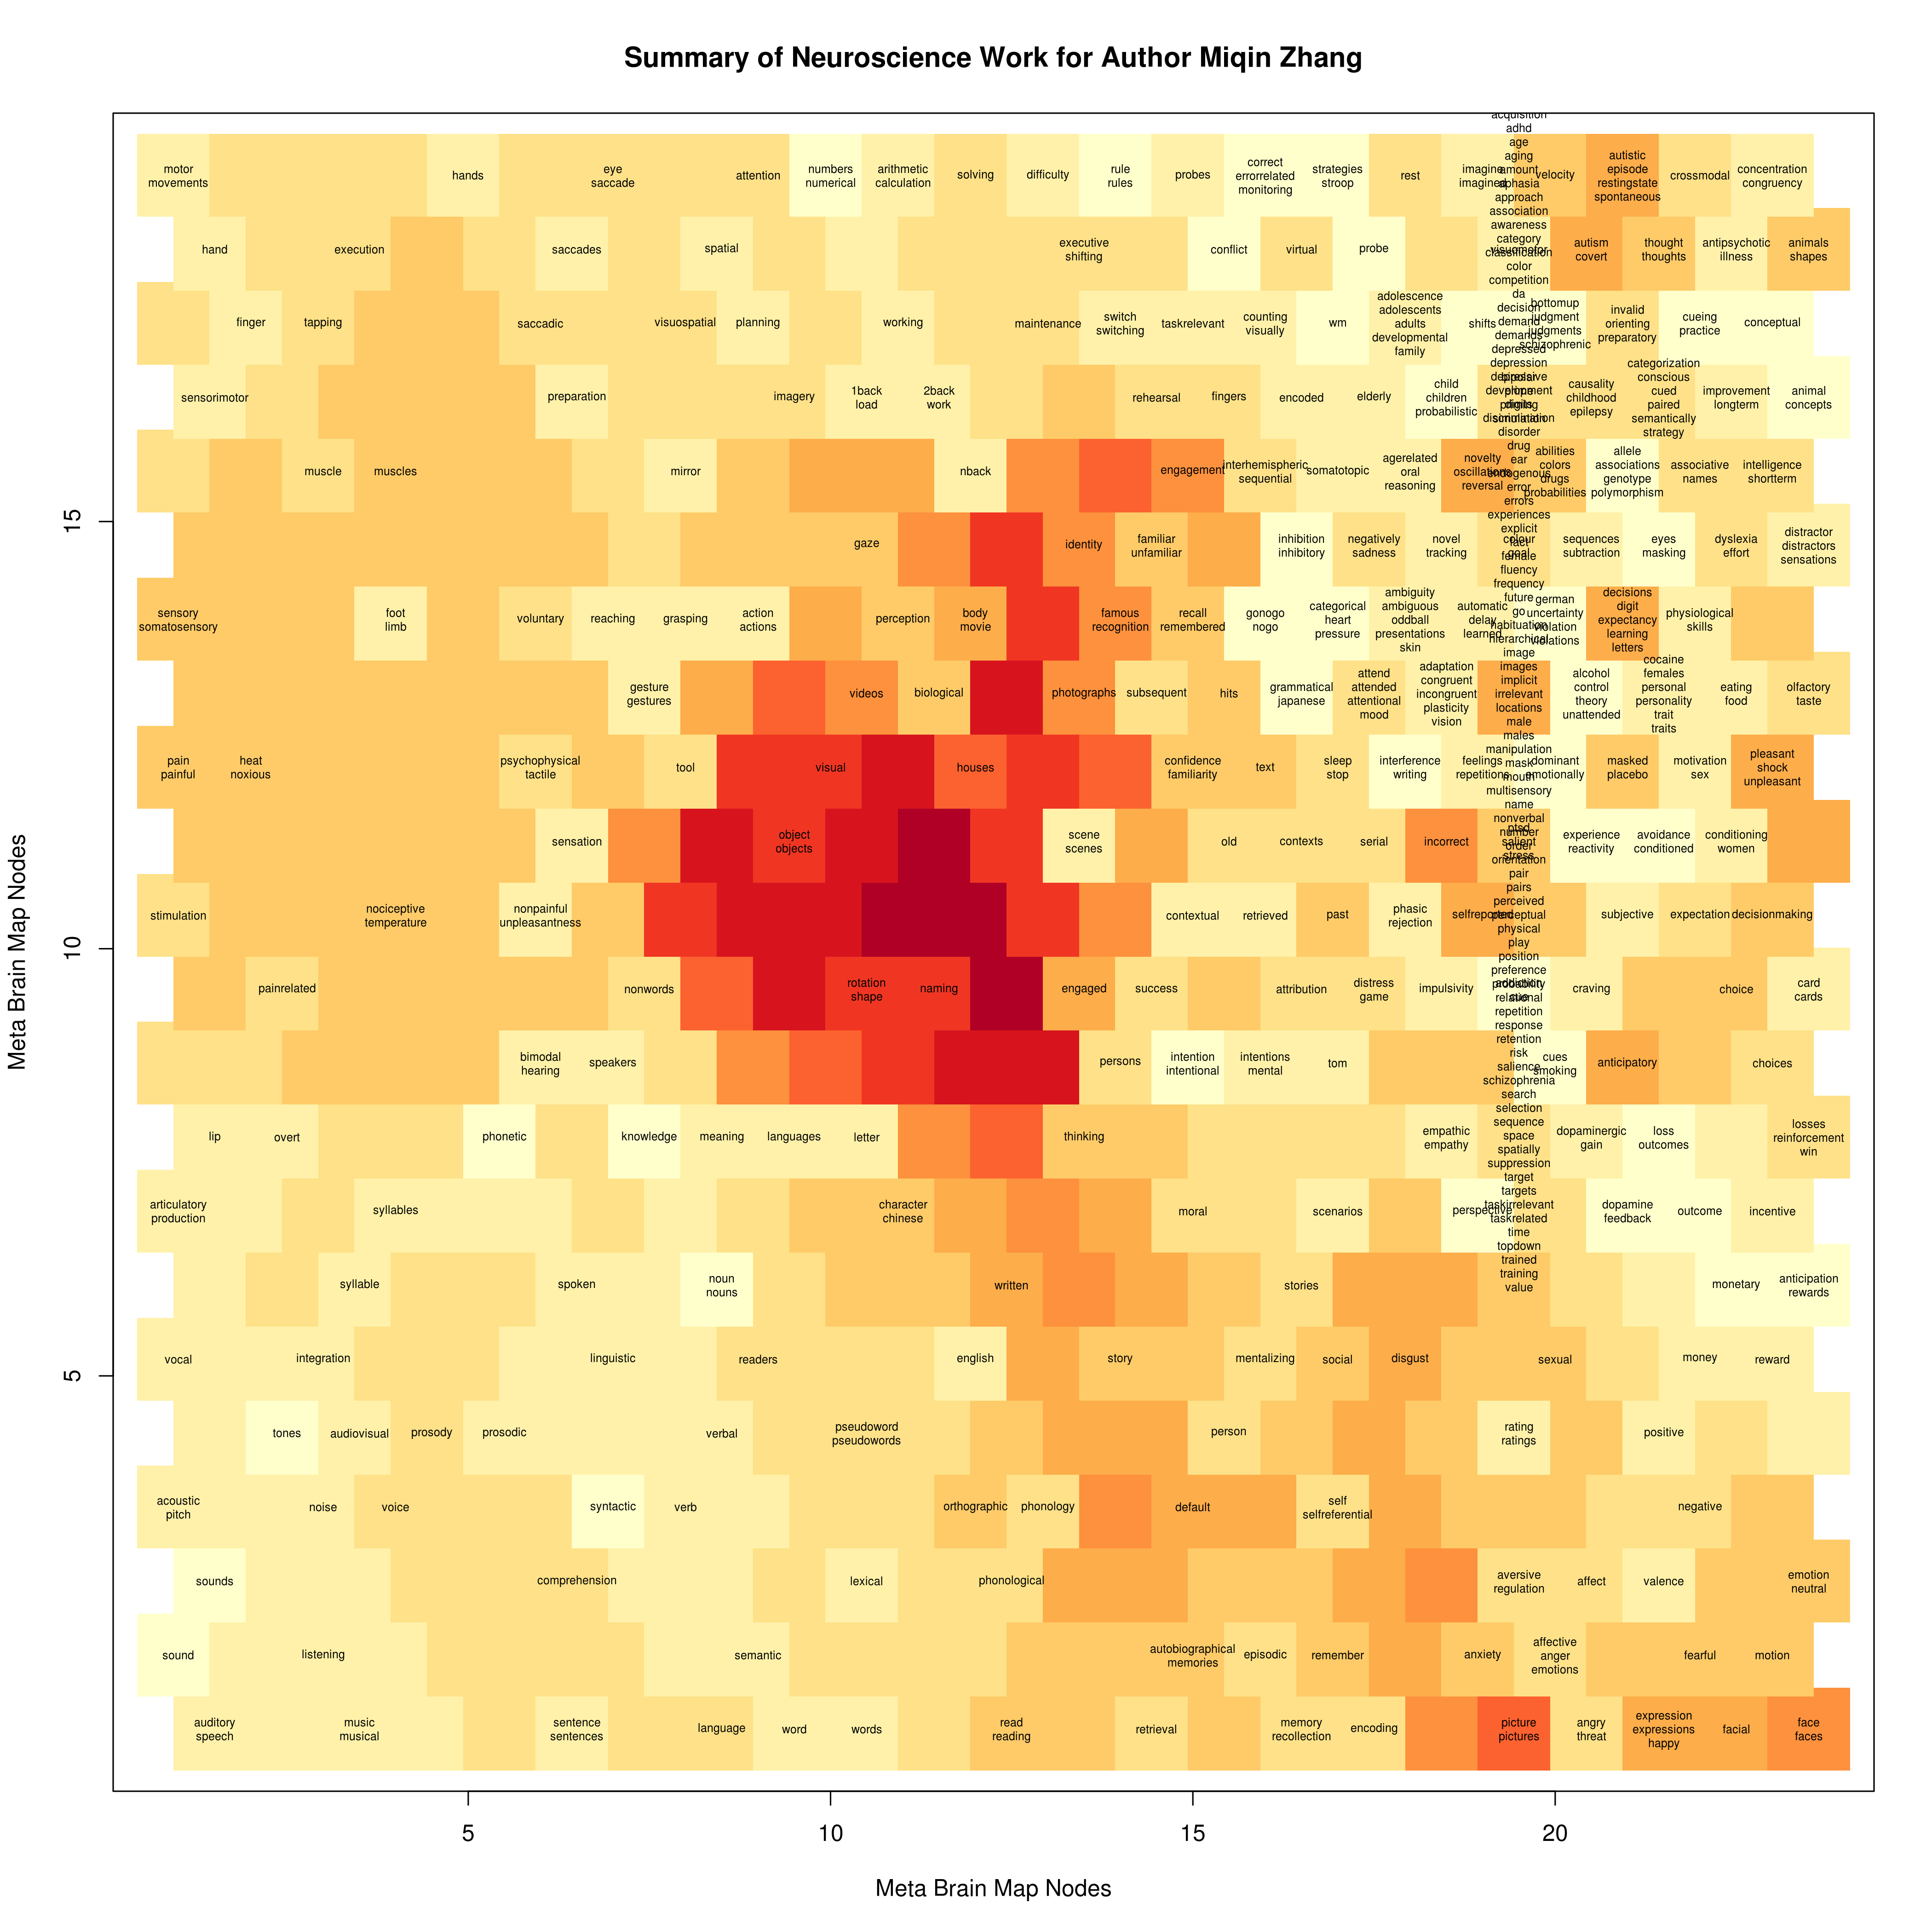 Summary of Neuroscience Work for Author Miqin Zhang
motor
movements
hands
eye
saccade
attention
numbers
numerical
arithmetic
calculation
solving
difficulty
rule
rules
probes
correct
errorrelated
monitoring
strategies
stroop
rest
imagine
imagined
velocity
autistic
episode
restingstate
spontaneous
crossmodal
concentration
congruency
hand
execution
saccades
spatial
executive
shifting
conflict
virtual
probe
visuomotor
autism
covert
thought
thoughts
antipsychotic
illness
animals
shapes
finger
tapping
saccadic
visuospatial
planning
working
maintenance
switch
switching
taskrelevant
counting
visually
wm
adolescence
adolescents
adults
developmental
family
shifts
bottomup
judgment
judgments
schizophrenic
invalid
orienting
preparatory
cueing
practice
conceptual
sensorimotor
preparation
imagery
1back
load
2back
work
rehearsal
fingers
encoded
elderly
child
children
probabilistic
causality
childhood
epilepsy
categorization
conscious
cued
paired
semantically
strategy
improvement
longterm
animal
concepts
muscle
muscles
mirror
nback
engagement
interhemispheric
sequential
somatotopic
agerelated
oral
reasoning
novelty
oscillations
reversal
abilities
colors
drugs
probabilities
allele
associations
genotype
polymorphism
associative
names
intelligence
shortterm
gaze
identity
familiar
unfamiliar
inhibition
inhibitory
negatively
sadness
novel
tracking
colour
goal
sequences
subtraction
eyes
masking
dyslexia
effort
distractor
distractors
sensations
sensory
somatosensory
foot
limb
voluntary
reaching
grasping
action
actions
perception
body
movie
famous
recognition
recall
remembered
gonogo
nogo
categorical
heart
pressure
ambiguity
ambiguous
oddball
presentations
skin
automatic
delay
learned
german
uncertainty
violation
violations
decisions
digit
expectancy
learning
letters
physiological
skills
gesture
gestures
videos
biological
photographs
subsequent
hits
grammatical
japanese
attend
attended
attentional
mood
adaptation
congruent
incongruent
plasticity
vision
alcohol
control
theory
unattended
cocaine
females
personal
personality
trait
traits
eating
food
olfactory
taste
pain
painful
heat
noxious
psychophysical
tactile
tool
visual
houses
confidence
familiarity
text
sleep
stop
interference
writing
feelings
repetitions
dominant
emotionally
masked
placebo
motivation
sex
pleasant
shock
unpleasant
sensation
object
objects
scene
scenes
old
contexts
serial
incorrect
ptsd
salient
stress
experience
reactivity
avoidance
conditioned
conditioning
women
stimulation
nociceptive
temperature
nonpainful
unpleasantness
contextual
retrieved
past
phasic
rejection
selfreported
subjective
expectation
decisionmaking
painrelated
nonwords
rotation
shape
naming
engaged
success
attribution
distress
game
impulsivity
addiction
cue
craving
choice
card
cards
bimodal
hearing
speakers
persons
intention
intentional
intentions
mental
tom
cues
smoking
anticipatory
choices
lip
overt
phonetic
knowledge
meaning
languages
letter
thinking
empathic
empathy
dopaminergic
gain
loss
outcomes
losses
reinforcement
win
articulatory
production
syllables
character
chinese
moral
scenarios
perspective
dopamine
feedback
outcome
incentive
syllable
spoken
noun
nouns
written
stories
monetary
anticipation
rewards
vocal
integration
linguistic
readers
english
story
mentalizing
social
disgust
sexual
money
reward
tones
audiovisual
prosody
prosodic
verbal
pseudoword
pseudowords
person
rating
ratings
positive
acoustic
pitch
noise
voice
syntactic
verb
orthographic
phonology
default
self
selfreferential
negative
sounds
comprehension
lexical
phonological
aversive
regulation
affect
valence
emotion
neutral
sound
listening
semantic
autobiographical
memories
episodic
remember
anxiety
affective
anger
emotions
fearful
motion
auditory
speech
music
musical
sentence
sentences
language
word
words
read
reading
retrieval
memory
recollection
encoding
picture
pictures
angry
threat
expression
expressions
happy
facial
face
faces
acquisition
adhd
age
aging
amount
aphasia
approach
association
awareness
category
classification
color
competition
da
decision
demand
demands
depressed
depression
depressive
development
digits
discrimination
disorder
drug
ear
endogenous
error
errors
experiences
explicit
fact
female
fluency
frequency
future
go
habituation
hierarchical
image
images
implicit
irrelevant
locations
male
males
manipulation
mask
mouth
multisensory
name
nonverbal
number
order
orientation
pair
pairs
perceived
perceptual
physical
play
position
preference
probability
relational
repetition
response
retention
risk
salience
schizophrenia
search
selection
sequence
space
spatially
suppression
target
targets
taskirrelevant
taskrelated
time
topdown
trained
training
value
5
10
15
5
10
15
20
Meta Brain Map Nodes
Meta Brain Map Nodes